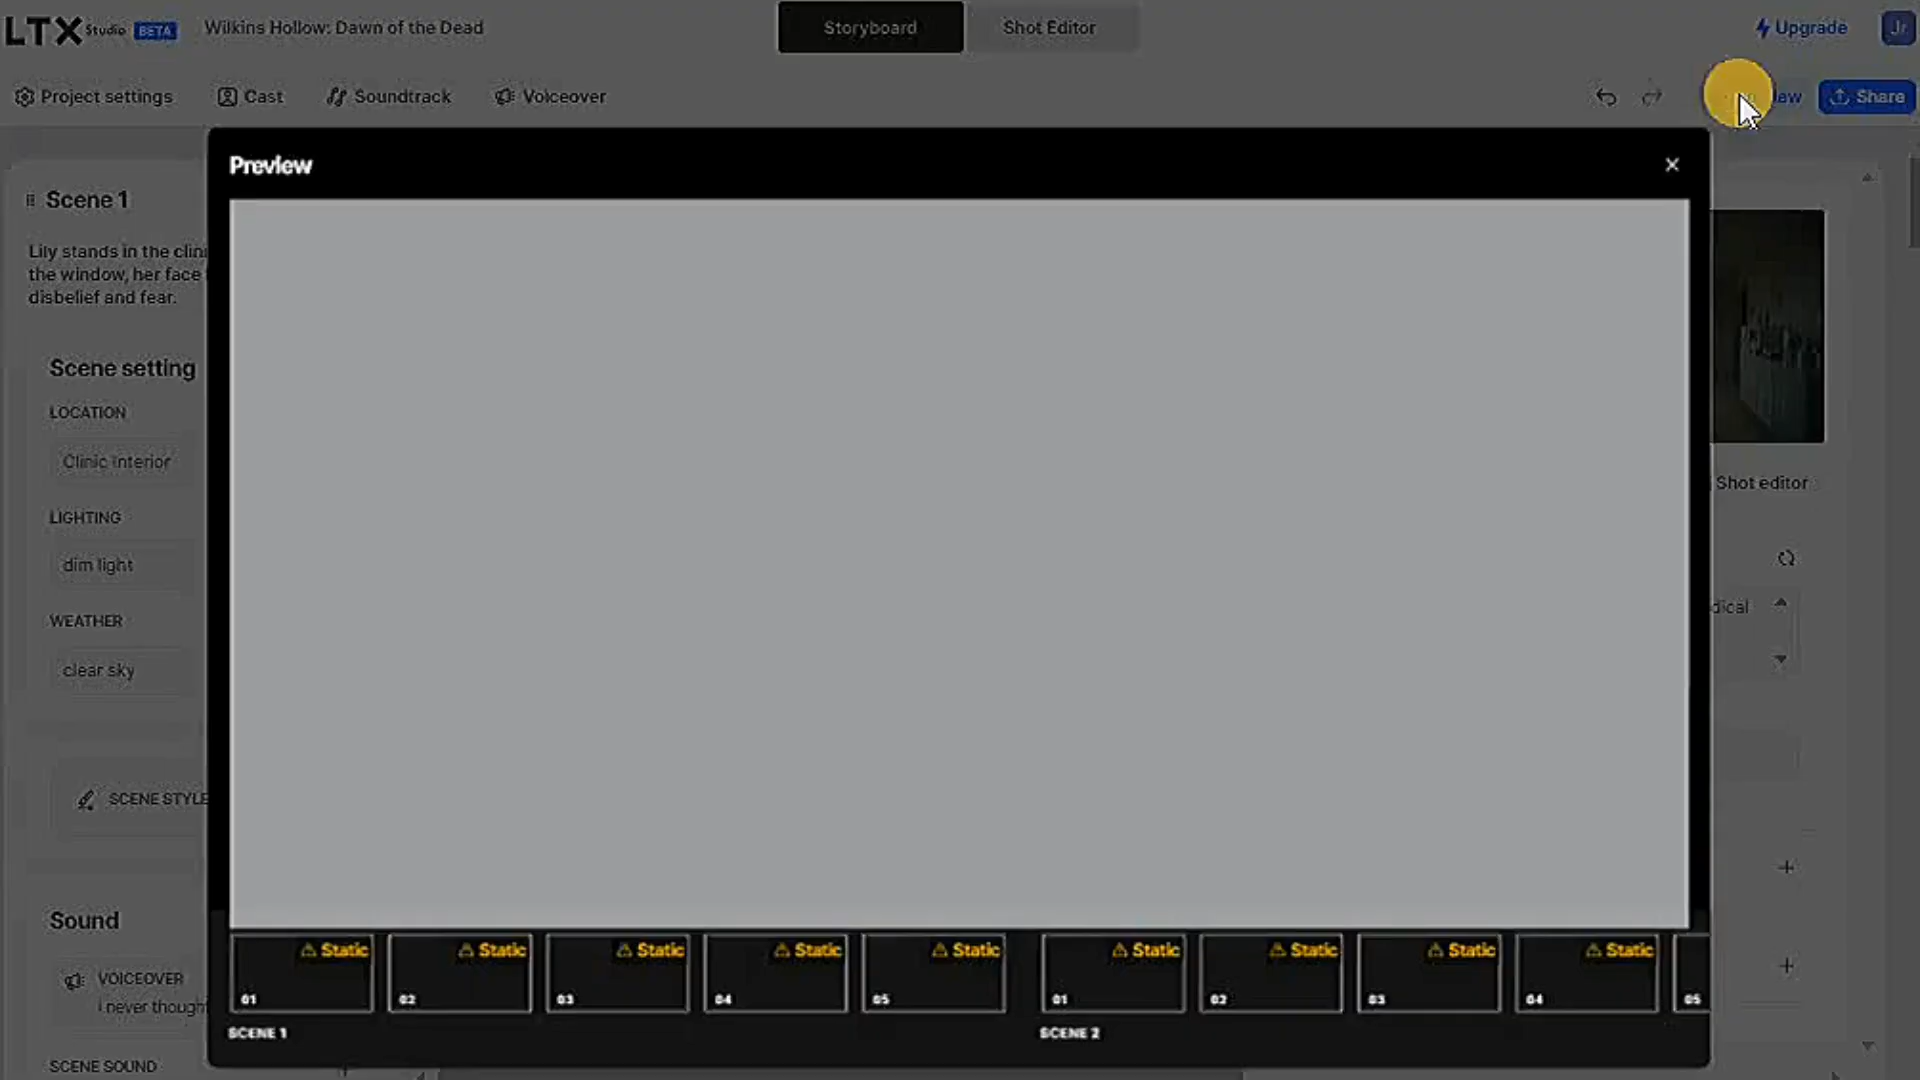 LTX Studio BETA Wilkins Hollow: Dawn of the Dead Storyboard Shot Editor Upgrade Jr
Project settings Cast Soundtrack Voiceover Share
Preview
Scene 1
Lily stands in the
the window, her face
disbelief and fear.
Scene setting
LOCATION
Clinic Interior
Shot editor
LIGHTING
dim light
WEATHER
clear sky
SCENE STYLE
Sound
VOICEOVER
I never
SCENE SOUND
Static Static Static Static Static Static Static Static Static
01 02 03 04 05 01 02 03 04 05
SCENE 1 SCENE 2